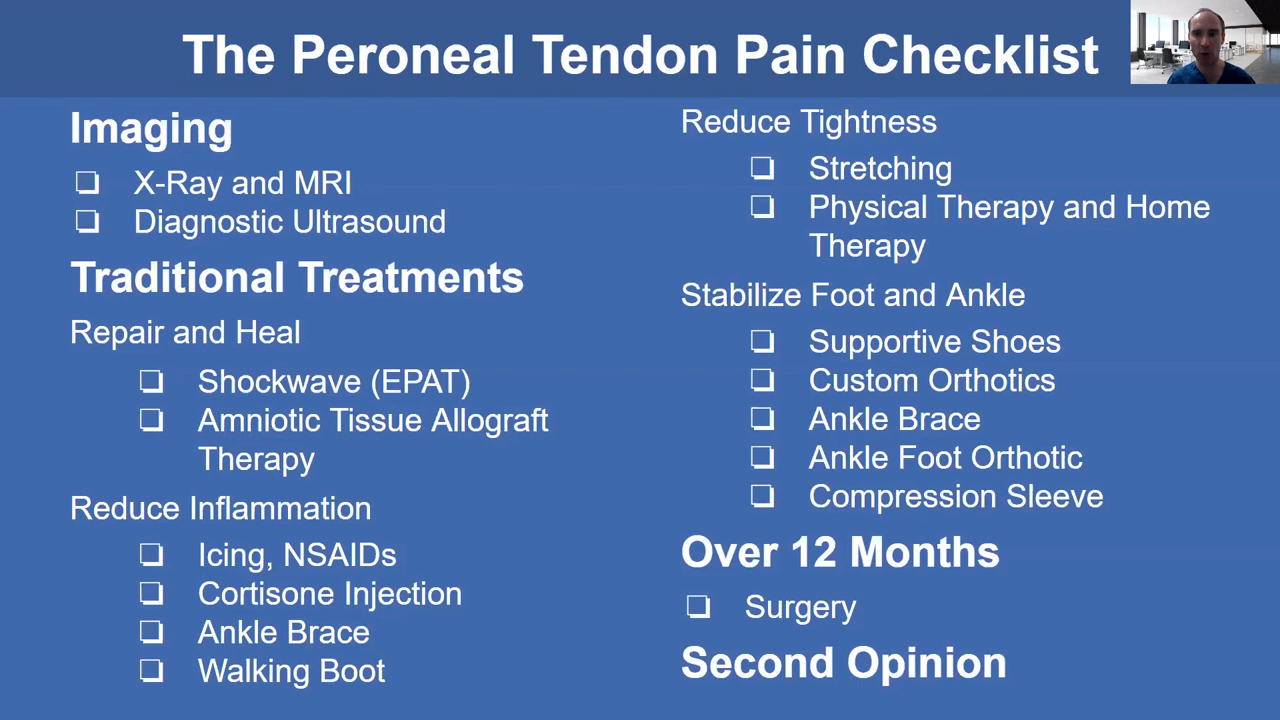 The Peroneal Tendon Pain Checklist
Imaging
❏ X-Ray and MRI
❏ Diagnostic Ultrasound
Traditional Treatments
Repair and Heal
❏ Shockwave (EPAT)
❏ Amniotic Tissue Allograft
Therapy
Reduce Inflammation
❏ Icing, NSAIDs
❏ Cortisone Injection
❏ Ankle Brace
❏ Walking Boot
Reduce Tightness
❏ Stretching
❏ Physical Therapy and Home
Therapy
Stabilize Foot and Ankle
❏ Supportive Shoes
❏ Custom Orthotics
❏ Ankle Brace
❏ Ankle Foot Orthotic
❏ Compression Sleeve
Over 12 Months
❏ Surgery
Second Opinion